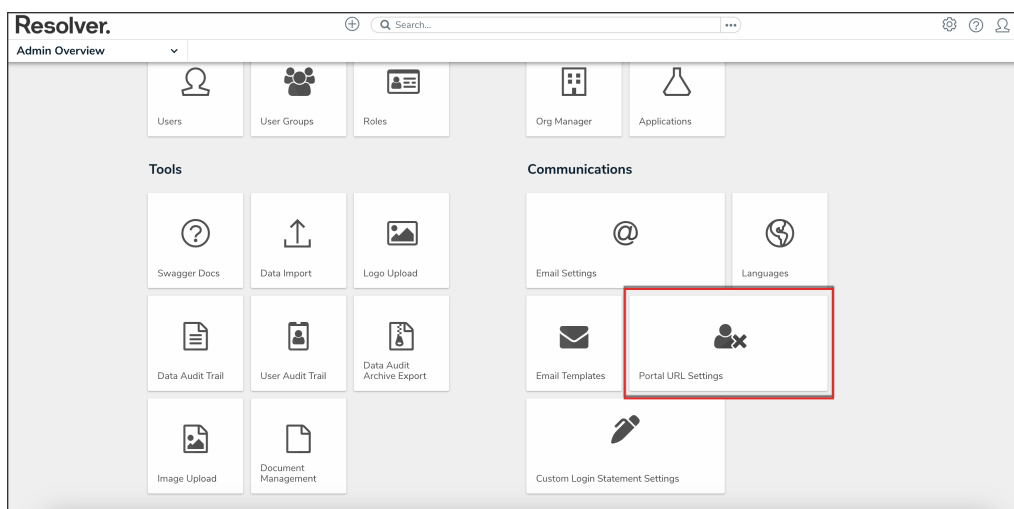 Resolver.
Search...
Admin Overview
Users
User Groups
Roles
Org Manager
Applications
Tools
Communications
Swagger Docs
Data Import
Logo Upload
Email Settings
Languages
Data Audit Trail
User Audit Trail
Data Audit
Archive Export
Email Templates
Portal URL Settings
Image Upload
Document
Management
Custom Login Statement Settings